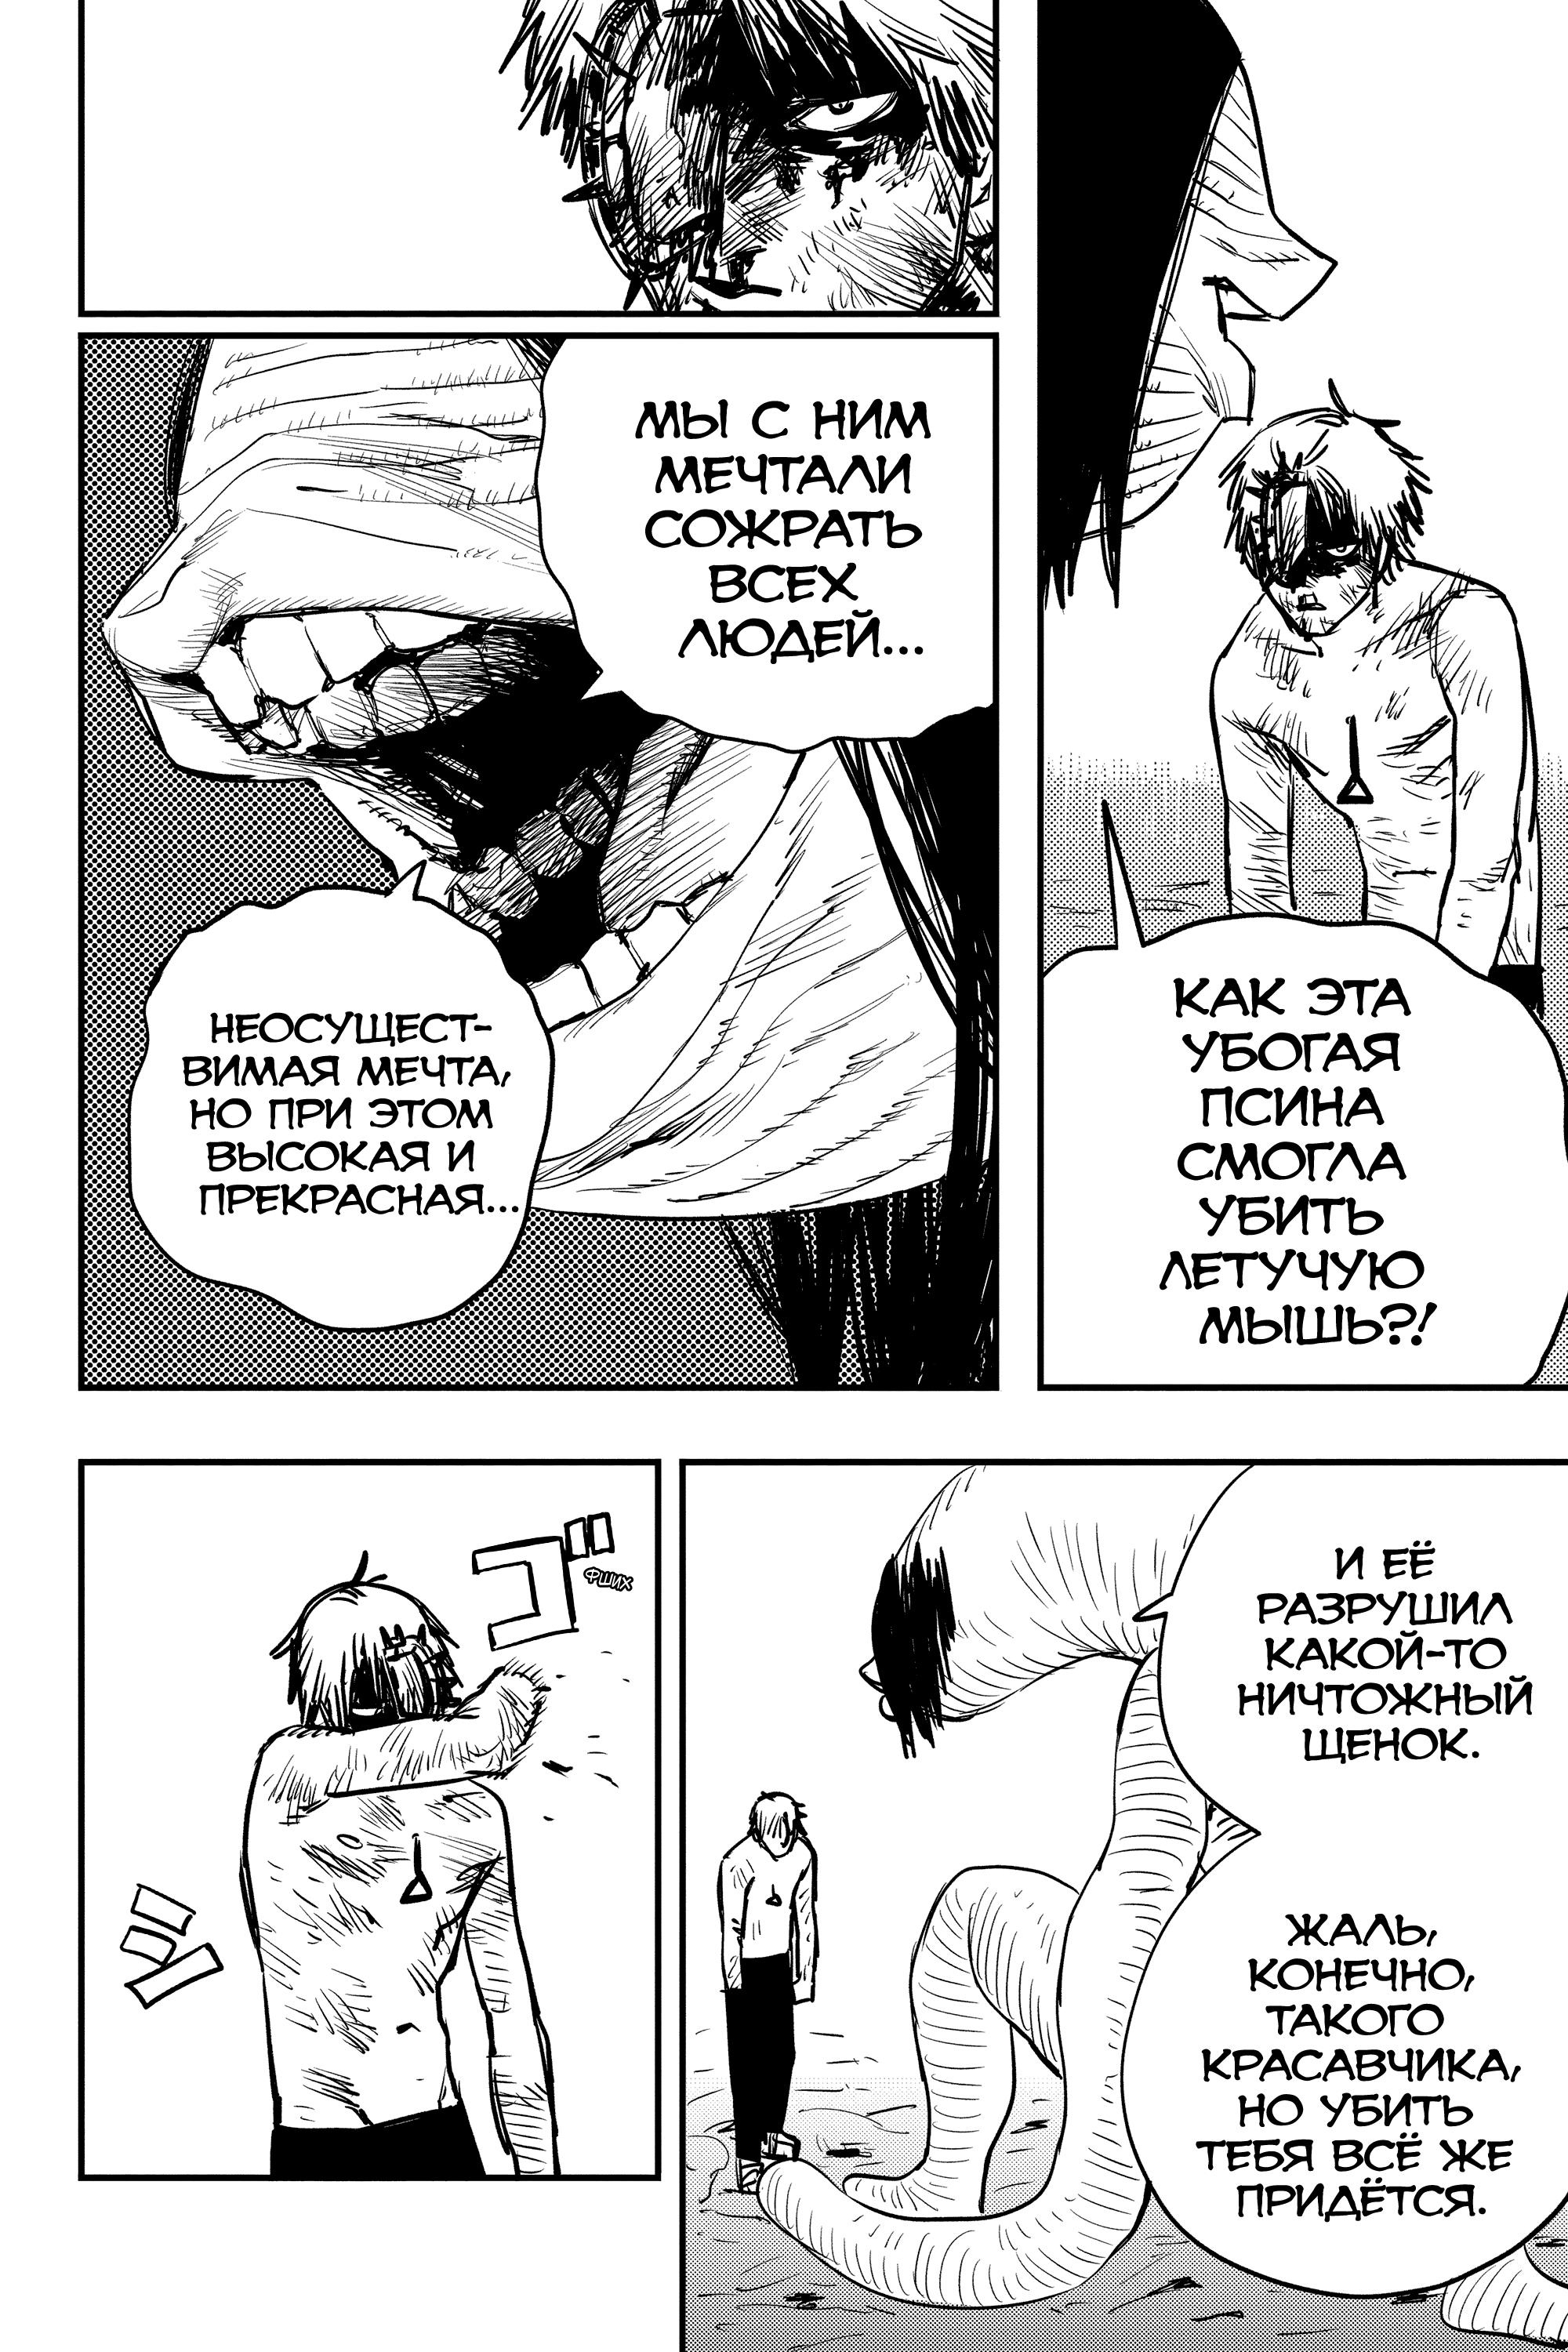 КАК ЭТА
УБОГАЯ
ПСИНА
СМОГЛА
УБИТЬ
ЛЕТУЧУЮ
МЫШЬ?!
МЫ С НИМ
МЕЧТАЛИ
СОЖРАТЬ
ВСЕХ
ЛЮДЕЙ...
НЕОСУЩЕСТ-
ВИМАЯ МЕЧТА,
НО ПРИ ЭТОМ
ВЫСОКАЯ И
ПРЕКРАСНАЯ...
И ЕЁ
РАЗРУШИЛ
КАКОЙ-ТО
НИЧТОЖНЫЙ
ЩЕНОК.
ЖАЛЬ,
КОНЕЧНО,
ТАКОГО
КРАСАВЧИКА,
НО УБИТЬ
ТЕБЯ ВСЁ ЖЕ
ПРИДЁТСЯ.
ゴ
ФШИХ
シ